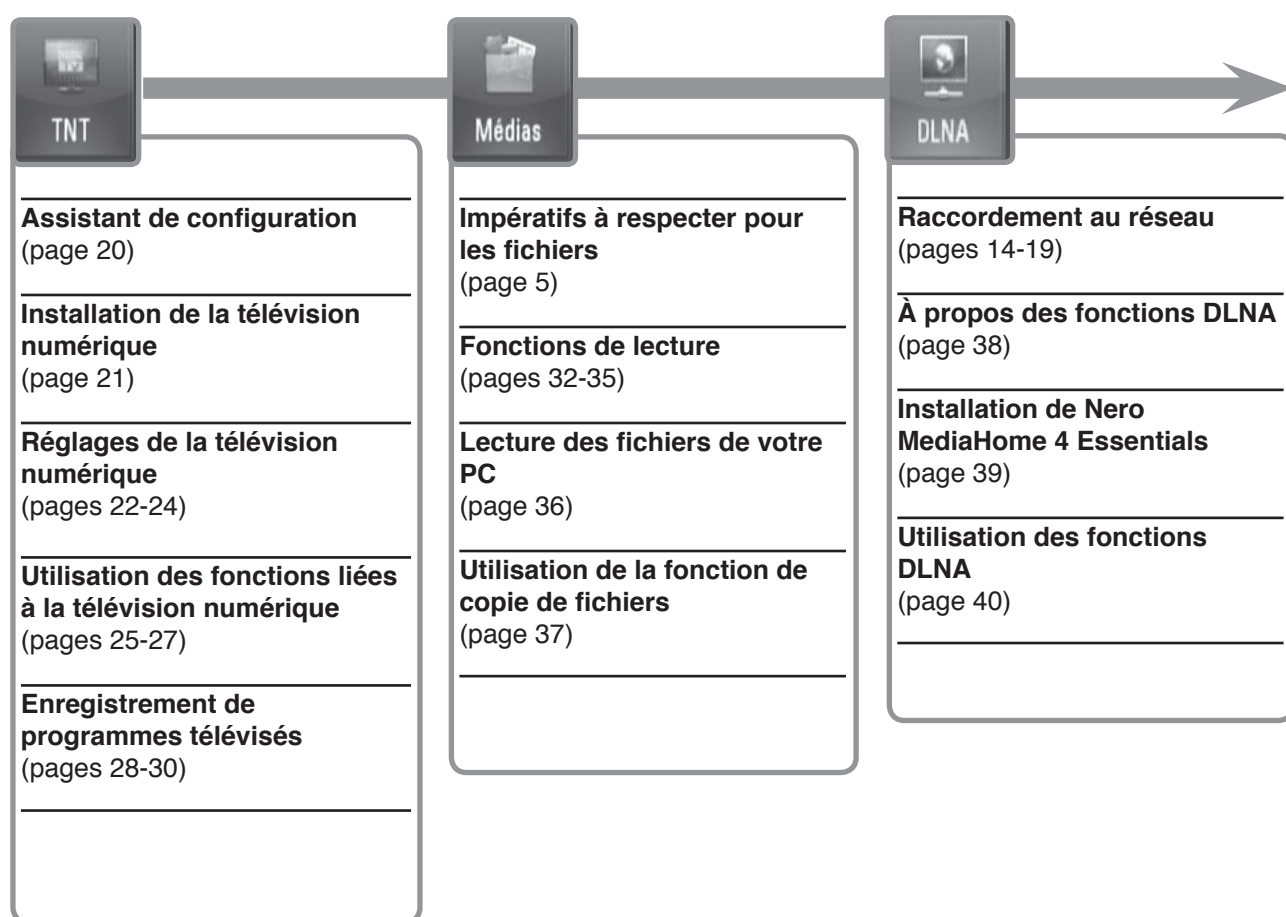 TV
TNT
Assistant de configuration
(page 20)
Installation de la télévision
numérique
(page 21)
Réglages de la télévision
numérique
(pages 22-24)
Utilisation des fonctions liées
à la télévision numérique
(pages 25-27)
Enregistrement de
programmes télévisés
(pages 28-30)
Médias
Impératifs à respecter pour
les fichiers
(page 5)
Fonctions de lecture
(pages 32-35)
Lecture des fichiers de votre
PC
(page 36)
Utilisation de la fonction de
copie de fichiers
(page 37)
DLNA
Raccordement au réseau
(pages 14-19)
À propos des fonctions DLNA
(page 38)
Installation de Nero
MediaHome 4 Essentials
(page 39)
Utilisation des fonctions
DLNA
(page 40)